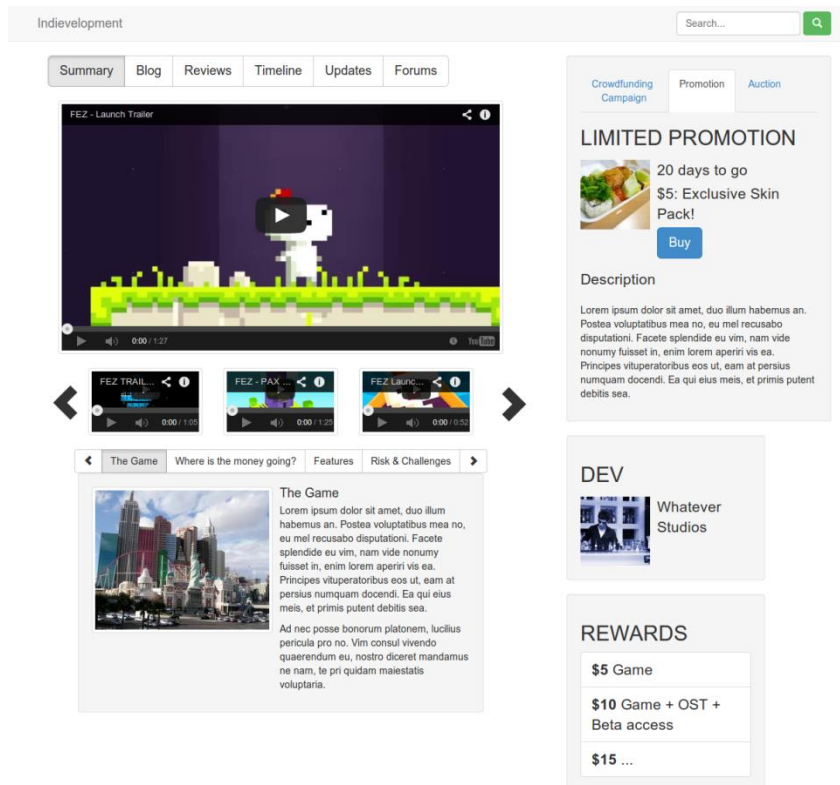 Indievelopment
Search...
Summary Blog Reviews Timeline Updates Forums
FEZ - Launch Trailer
0:00 / 1:27
YouTube
FEZ TRAIL...
0:00 / 1:05
FEZ - PAX ...
0:00 / 1:25
FEZ Launc...
0:00 / 0:52
The Game Where is the money going? Features Risk & Challenges
The Game
Lorem ipsum dolor sit amet, duo illum
habemus an. Postea voluptatibus mea no,
eu mel recusabo disputationi. Facete
splendide eu vim, nam vide nonumy
fuisset in, enim lorem aperiri vis ea.
Principes vituperatoribus eos ut, eam at
persius numquam docendi. Ea qui eius
meis, et primis putent debitis sea.
Ad nec posse bonorum platonem, lucilius
pericula pro no. Vim consul vivendo
quaerendum eu, nostro diceret mandamus
ne nam, te pri quidam maiestatis
voluptaria.
Crowdfunding
Campaign
Promotion
Auction
LIMITED PROMOTION
20 days to go
$5: Exclusive Skin
Pack!
Buy
Description
Lorem ipsum dolor sit amet, duo illum habemus an.
Postea voluptatibus mea no, eu mel recusabo
disputationi. Facete splendide eu vim, nam vide
nonumy fuisset in, enim lorem aperiri vis ea.
Principes vituperatoribus eos ut, eam at persius
numquam docendi. Ea qui eius meis, et primis putent
debitis sea.
DEV
Whatever
Studios
REWARDS
$5 Game
$10 Game + OST +
Beta access
$15 ...